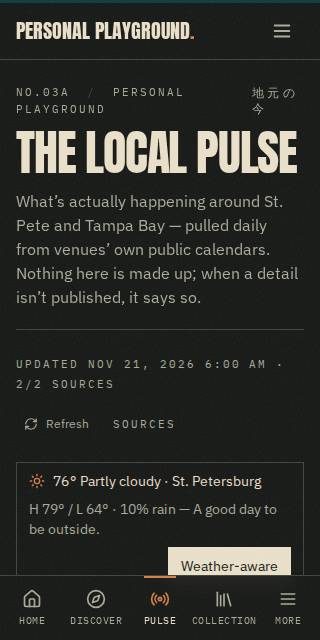 PERSONAL PLAYGROUND.
NO.03A / PERSONAL PLAYGROUND
地元の今
THE LOCAL PULSE
What’s actually happening around St.
Pete and Tampa Bay — pulled daily
from venues’ own public calendars.
Nothing here is made up; when a detail
isn’t published, it says so.
UPDATED NOV 21, 2026 6:00 AM ·
2/2 SOURCES
Refresh SOURCES
76° Partly cloudy · St. Petersburg
H 79° / L 64° · 10% rain — A good day to
be outside.
Weather-aware
HOME DISCOVER PULSE COLLECTION MORE